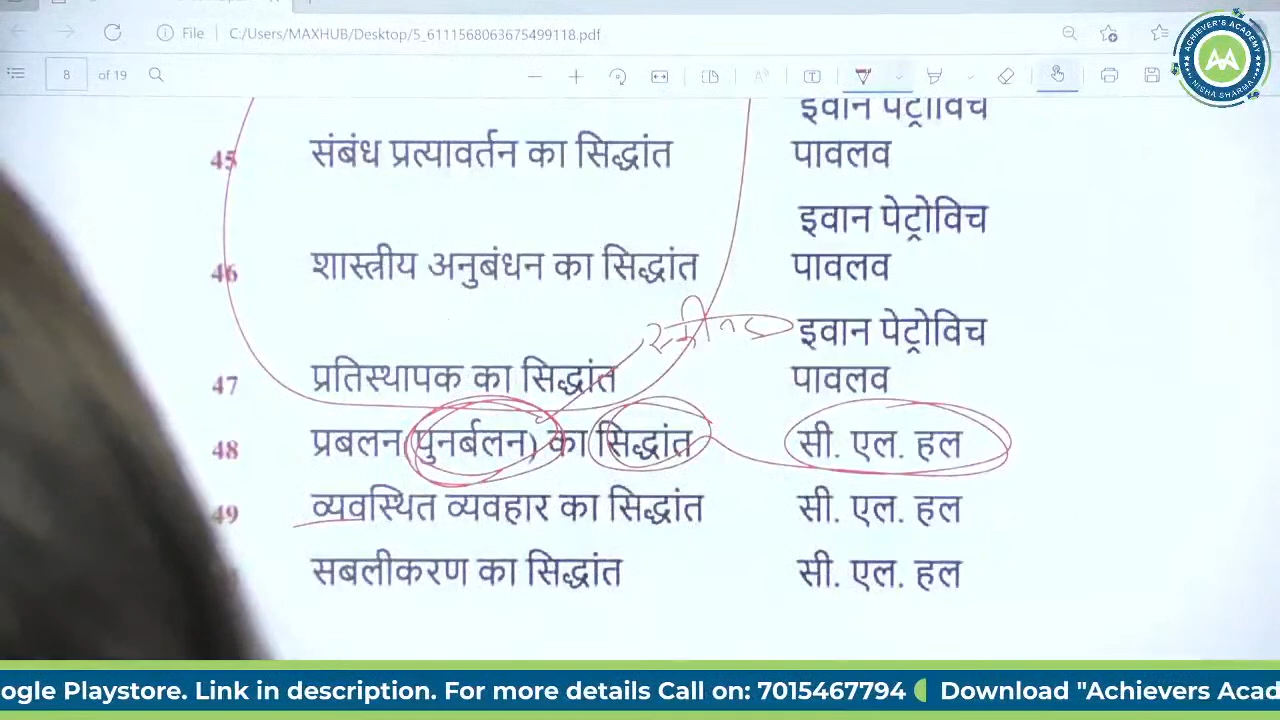 File C:/Users/MAXHUB/Desktop/5_6111568063675499118.pdf
8 of 19
ACHIEVER'S ACADEMY
AA
NISHA SHARMA
इवान पेट्रोविच
45 संबंध प्रत्यावर्तन का सिद्धांत पावलव
इवान पेट्रोविच
46 शास्त्रीय अनुबंधन का सिद्धांत पावलव
इवान पेट्रोविच
47 प्रतिस्थापक का सिद्धांत पावलव
48 प्रबलन(पुनर्बलन) का सिद्धांत सी. एल. हल
49 व्यवस्थित व्यवहार का सिद्धांत सी. एल. हल
सबलीकरण का सिद्धांत सी. एल. हल
ogle Playstore. Link in description. For more details Call on: 7015467794 Download "Achievers Acad